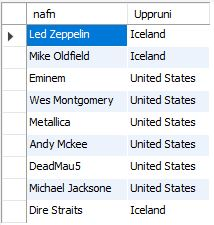 nafn Uppruni
Led Zeppelin Iceland
Mike Oldfield Iceland
Eminem United States
Wes Montgomery United States
Metallica United States
Andy Mckee United States
DeadMau5 United States
Michael Jacksone United States
Dire Straits Iceland